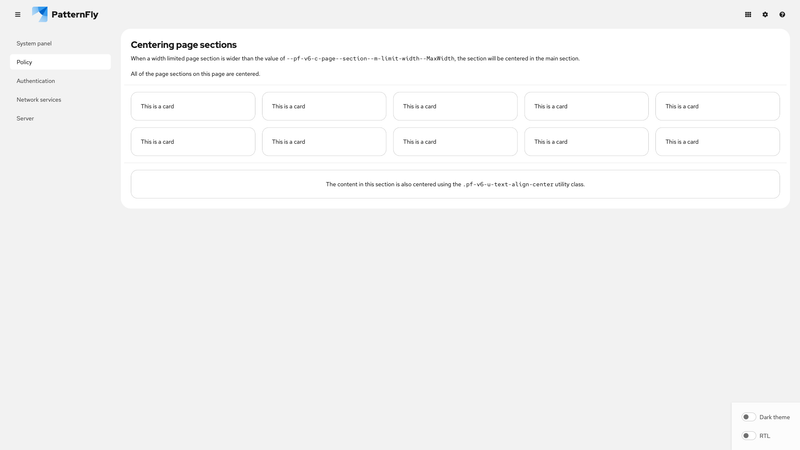 PatternFly
System panel
Policy
Authentication
Network services
Server
Centering page sections
When a width limited page section is wider than the value of --pf-v6-c-page--section--m-limit-width--MaxWidth, the section will be centered in the main section.
All of the page sections on this page are centered.
This is a card This is a card This is a card This is a card This is a card
This is a card This is a card This is a card This is a card This is a card
The content in this section is also centered using the .pf-v6-u-text-align-center utility class.
Dark theme
RTL